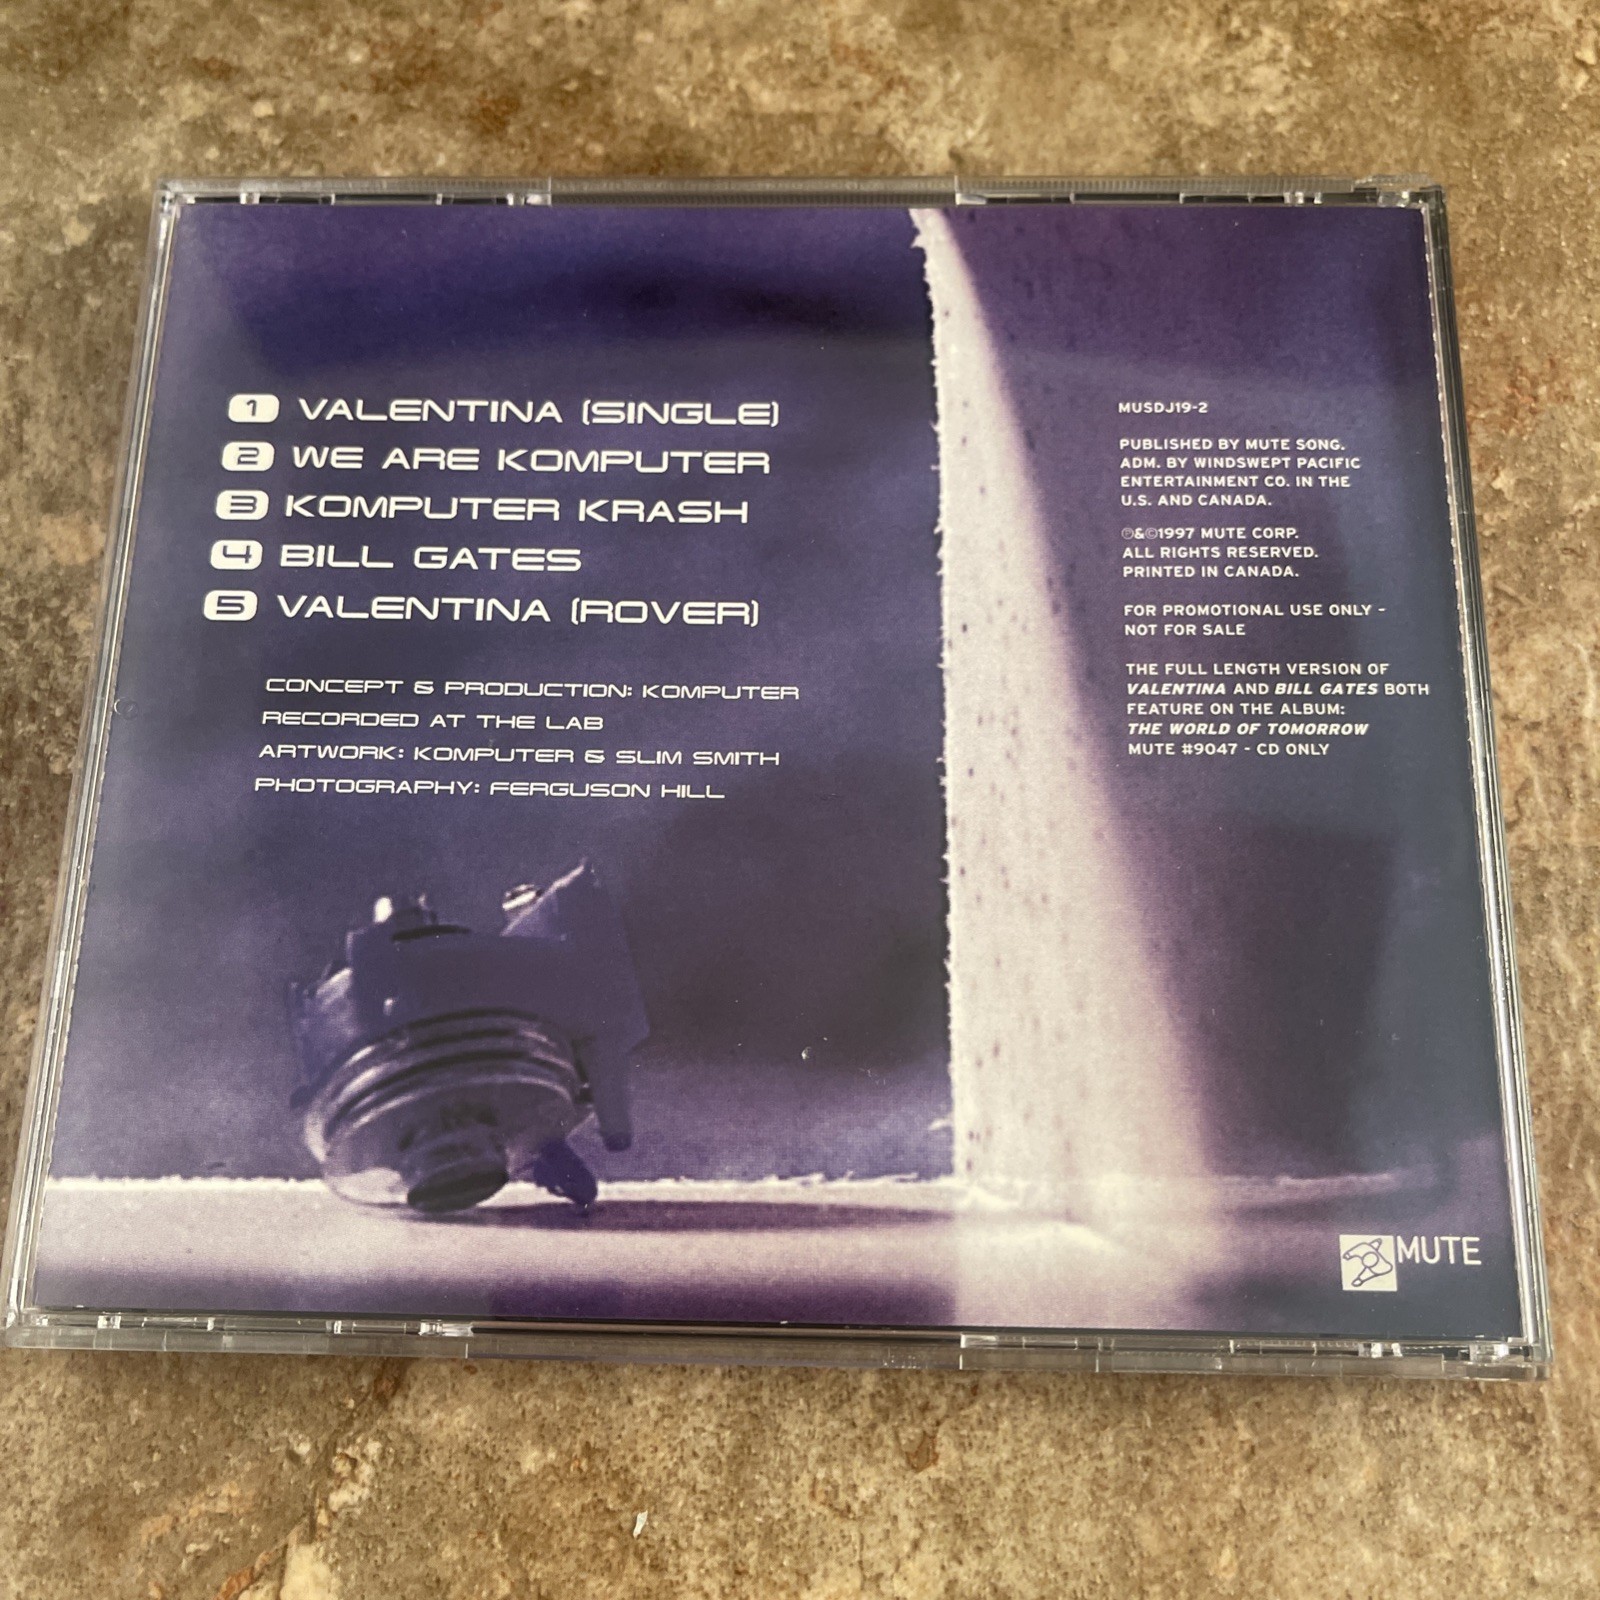 1 VALENTINA (SINGLE)
2 WE ARE KOMPUTER
3 KOMPUTER KRASH
4 BILL GATES
5 VALENTINA (ROVER)
CONCEPT & PRODUCTION: KOMPUTER
RECORDED AT THE LAB
ARTWORK: KOMPUTER & SLIM SMITH
PHOTOGRAPHY: FERGUSON HILL
MUSDJ19-2
PUBLISHED BY MUTE SONG.
ADM. BY WINDSWEPT PACIFIC
ENTERTAINMENT CO. IN THE
U.S. AND CANADA.
℗&©1997 MUTE CORP.
ALL RIGHTS RESERVED.
PRINTED IN CANADA.
FOR PROMOTIONAL USE ONLY -
NOT FOR SALE
THE FULL LENGTH VERSION OF
VALENTINA AND BILL GATES BOTH
FEATURE ON THE ALBUM:
THE WORLD OF TOMORROW
MUTE #9047 - CD ONLY
MUTE